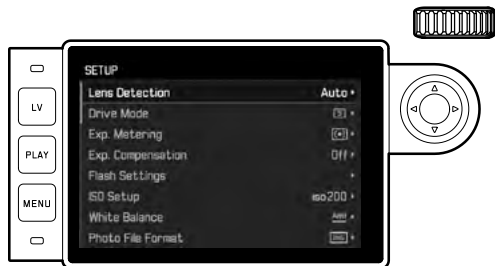 SETUP
LV
Lens Detection Auto
Drive Mode S
Exp. Metering
PLAY
Exp. Compensation Off
Flash Settings
MENU
ISO Setup ISO200
White Balance
Photo File Format DNG